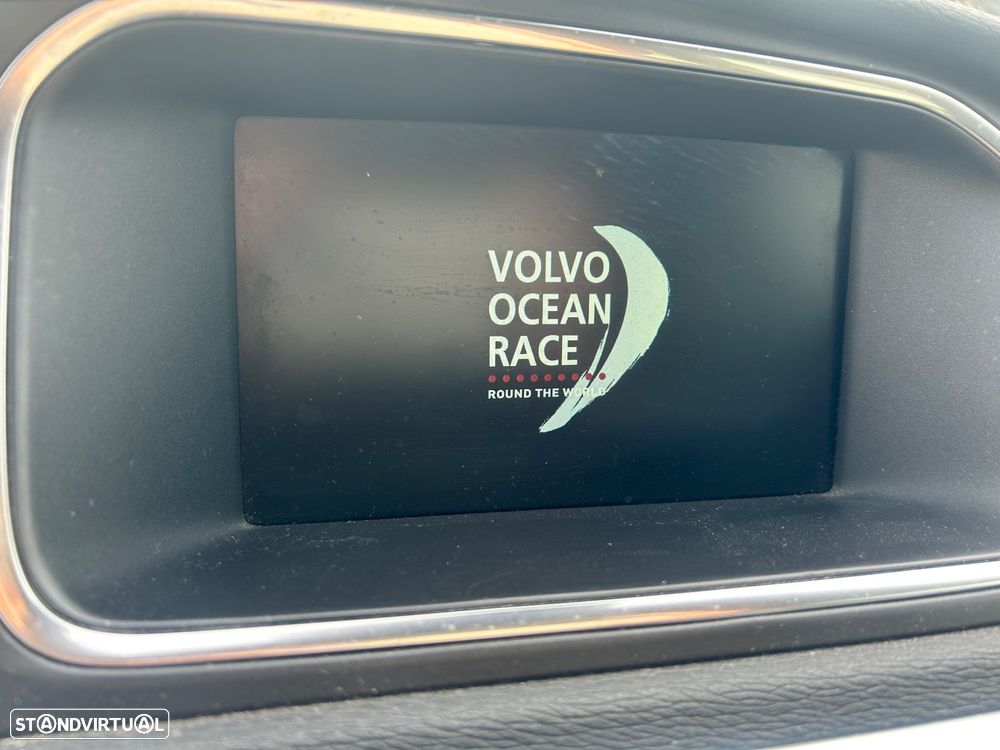 VOLVO
OCEAN
RACE
ROUND THE WORLD
STANDVIRTUAL